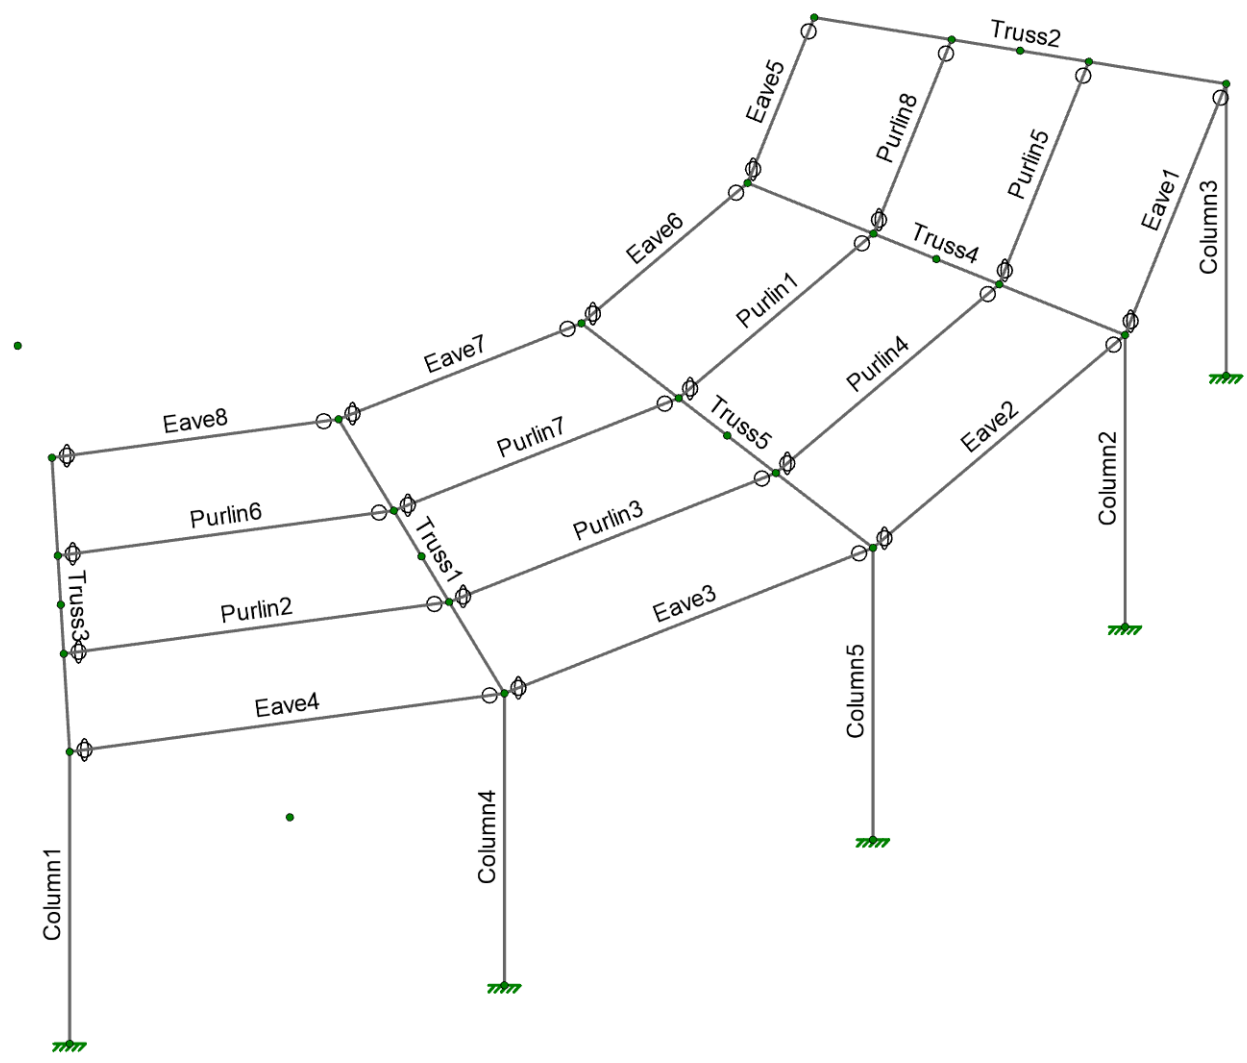 Truss2
Eave5
Purlin8
Purlin5
Eave1
Column3
Eave6
Truss4
Purlin1
Eave7
Purlin4
Eave8
Truss5
Eave2
Purlin7
Column2
Purlin6
Purlin3
Truss1
Truss3
Purlin2
Eave3
Eave4
Column5
Column4
Column1